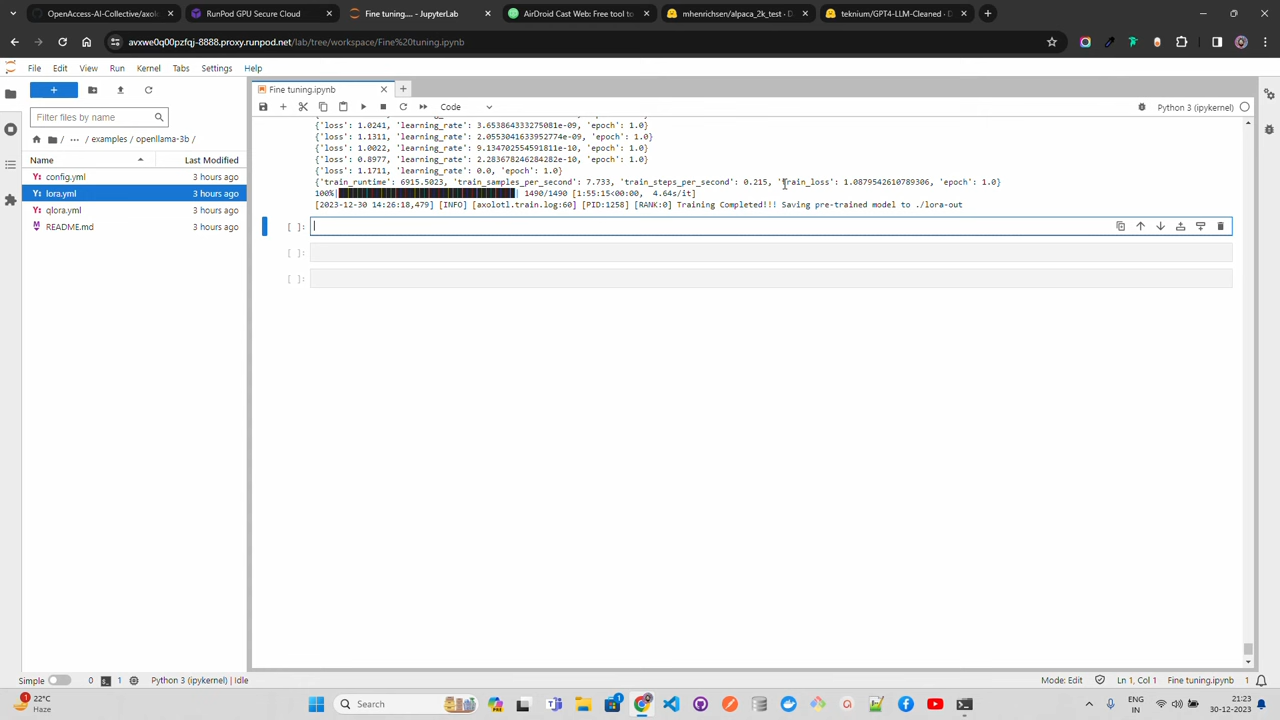 OpenAccess-AI-Collective/axolo
RunPod GPU Secure Cloud
Fine tuning.... - JupyterLab
AirDroid Cast Web: Free tool to
mhenrichsen/alpaca_2k_test · D
teknium/GPT4-LLM-Cleaned · D
avxwe0q00pzfqj-8888.proxy.runpod.net/lab/tree/workspace/Fine%20tuning.ipynb
File Edit View Run Kernel Tabs Settings Help
Fine tuning.ipynb
Filter files by name
Code
Python 3 (ipykernel)
/ ··· / examples / openllama-3b /
Name Last Modified
config.yml 3 hours ago
lora.yml 3 hours ago
qlora.yml 3 hours ago
README.md 3 hours ago
{'loss': 1.0241, 'learning_rate': 3.653864333275081e-09, 'epoch': 1.0}
{'loss': 1.1311, 'learning_rate': 2.0553041633952774e-09, 'epoch': 1.0}
{'loss': 1.0022, 'learning_rate': 9.134702554591811e-10, 'epoch': 1.0}
{'loss': 0.8977, 'learning_rate': 2.283678246284282e-10, 'epoch': 1.0}
{'loss': 1.1711, 'learning_rate': 0.0, 'epoch': 1.0}
{'train_runtime': 6915.5023, 'train_samples_per_second': 7.733, 'train_steps_per_second': 'train_loss': 'epoch': 1.0}
100% 1490/1490 [1:55:15<00:00, 4.64s/it]
[2023-12-30 14:26:18,479] [INFO] [axolotl.train.log:60] [PID:1258] [RANK:0] Training Completed!!! Saving pre-trained model to ./lora-out
[ ]:
[ ]:
[ ]:
Simple 0 1 Python 3 (ipykernel) | Idle Mode: Edit Ln 1, Col 1 Fine tuning.ipynb 1
22°C
Haze
1
Search
1
ENG
IN
21:23
30-12-2023